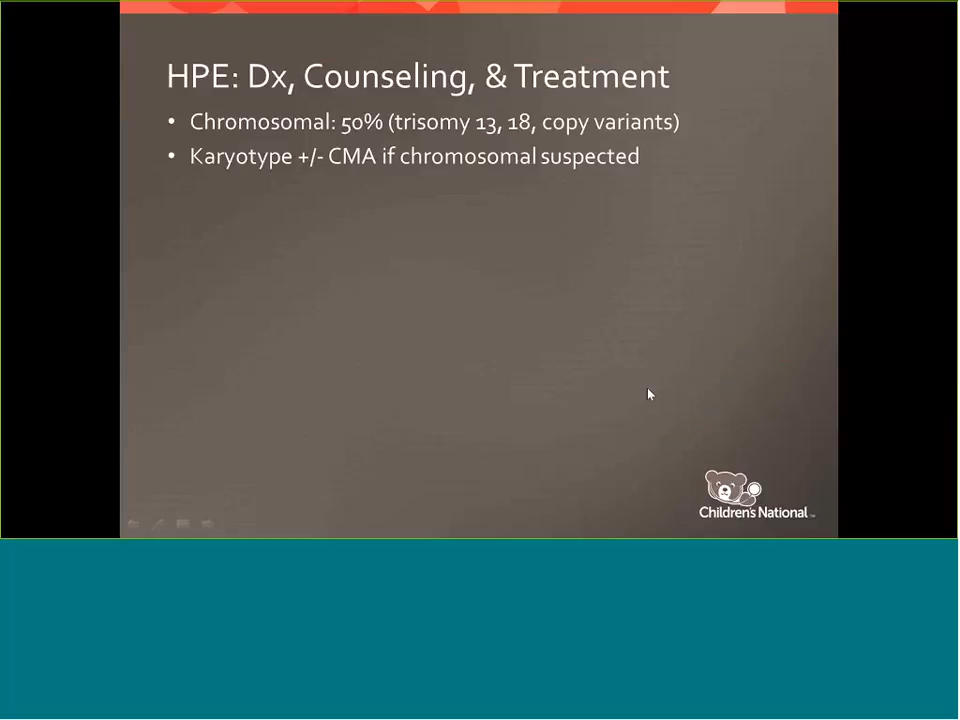 HPE: Dx, Counseling, & Treatment
• Chromosomal: 50% (trisomy 13, 18, copy variants)
• Karyotype +/- CMA if chromosomal suspected
Children's National